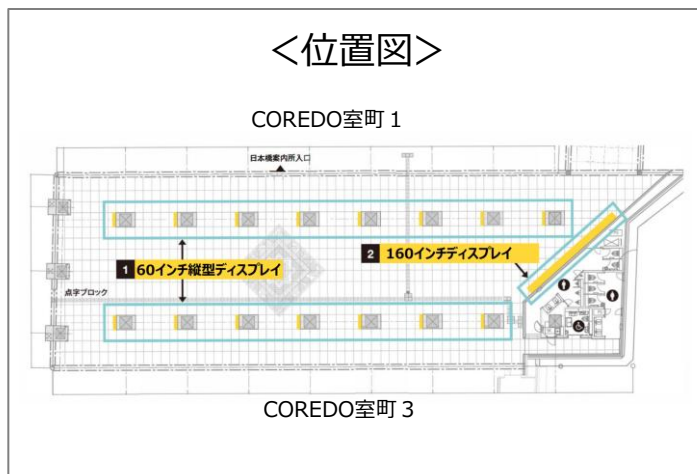 ＜位置図＞
COREDO室町1
日本橋案内所入口
1 60インチ縦型ディスプレイ
2 160インチディスプレイ
点字ブロック
COREDO室町3